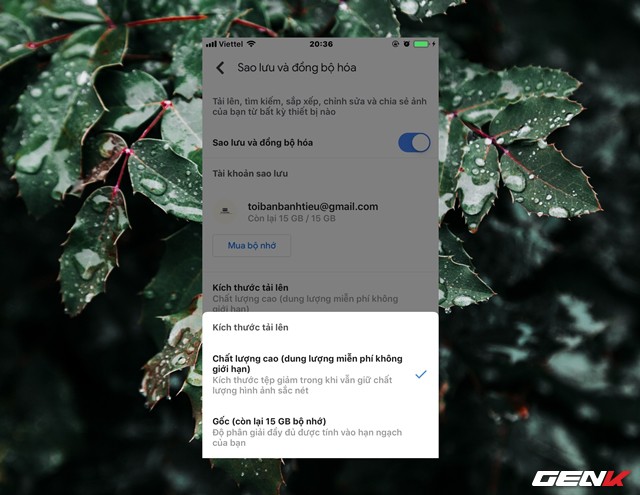 Viettel 20:36
Sao lưu và đồng bộ hóa
Tải lên, tìm kiếm, sắp xếp, chỉnh sửa và chia sẻ ảnh
của bạn từ bất kỳ thiết bị nào
Sao lưu và đồng bộ hóa
Tài khoản sao lưu
toibanbanhtieu@gmail.com
Còn lại 15 GB / 15 GB
Mua bộ nhớ
Kích thước tải lên
Chất lượng cao (dung lượng miễn phí không
giới hạn)
Kích thước tải lên
Chất lượng cao (dung lượng miễn phí không
giới hạn)
Kích thước tệp giảm trong khi vẫn giữ chất
lượng hình ảnh sắc nét
Gốc (còn lại 15 GB bộ nhớ)
Độ phân giải đầy đủ được tính vào hạn ngạch
của bạn
GENK